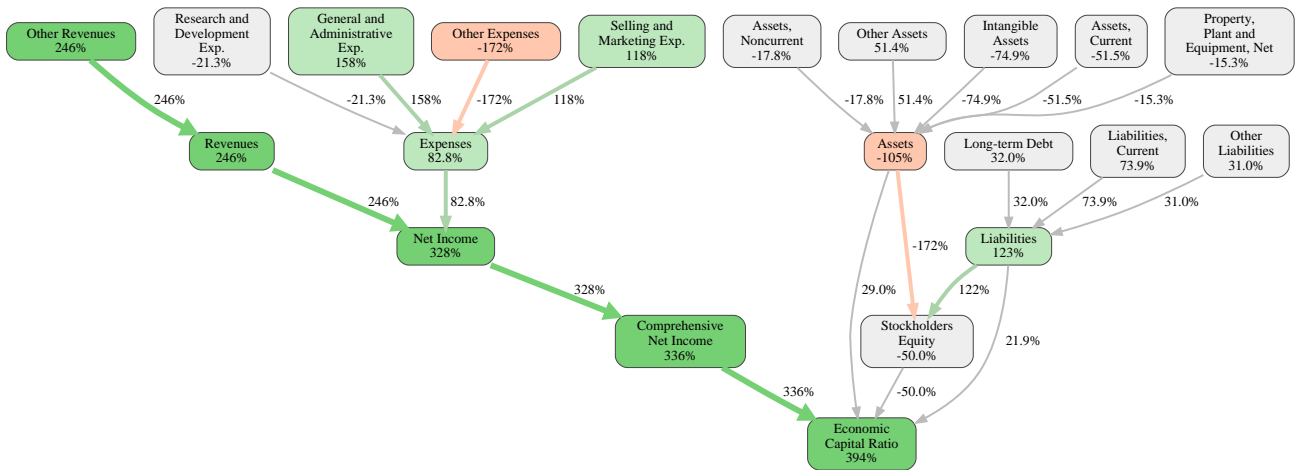 Other Revenues
246%
Research and
Development
Exp.
-21.3%
General and
Administrative
Exp.
158%
Other Expenses
-172%
Selling and
Marketing Exp.
118%
Assets,
Noncurrent
-17.8%
Other Assets
51.4%
Intangible
Assets
-74.9%
Assets,
Current
-51.5%
Property,
Plant and
Equipment, Net
-15.3%
246%
-21.3%
158%
-172%
118%
-17.8%
51.4%
-74.9%
-51.5%
-15.3%
Revenues
246%
Expenses
82.8%
Assets
-105%
Long-term Debt
32.0%
Liabilities,
Current
73.9%
Other
Liabilities
31.0%
246%
82.8%
32.0%
73.9%
31.0%
Net Income
328%
-172%
Liabilities
123%
328%
29.0%
122%
Comprehensive
Net Income
336%
Stockholders
Equity
-50.0%
21.9%
336%
-50.0%
Economic
Capital Ratio
394%